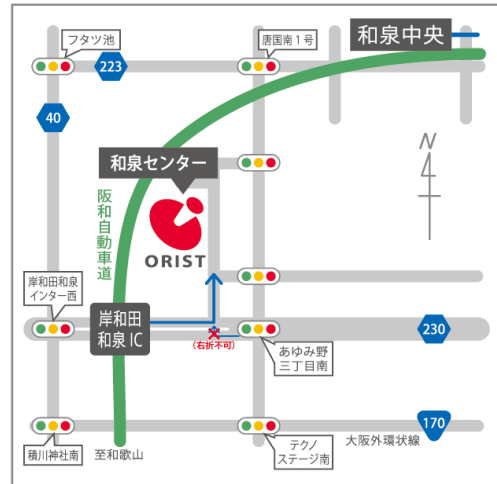 フタツ池
唐国南1号
和泉中央
223
40
N
和泉センター
阪和自動車道
ORIST
岸和田和泉
インター西
岸和田
和泉IC
(右折不可)
あゆみ野
三丁目南
230
積川神社南
至和歌山
テクノ
ステージ南
大阪外環状線
170